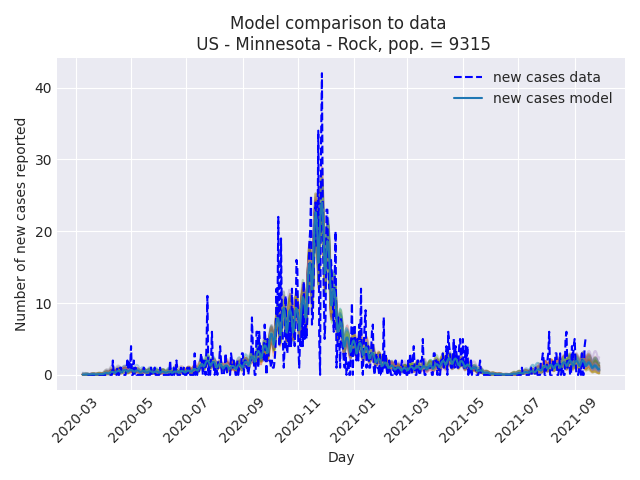 Model comparison to data
US - Minnesota - Rock, pop. = 9315
new cases data
new cases model
Number of new cases reported
40
30
20
10
0
2020-03
2020-05
2020-07
2020-09
2020-11
2021-01
2021-03
2021-05
2021-07
2021-09
Day